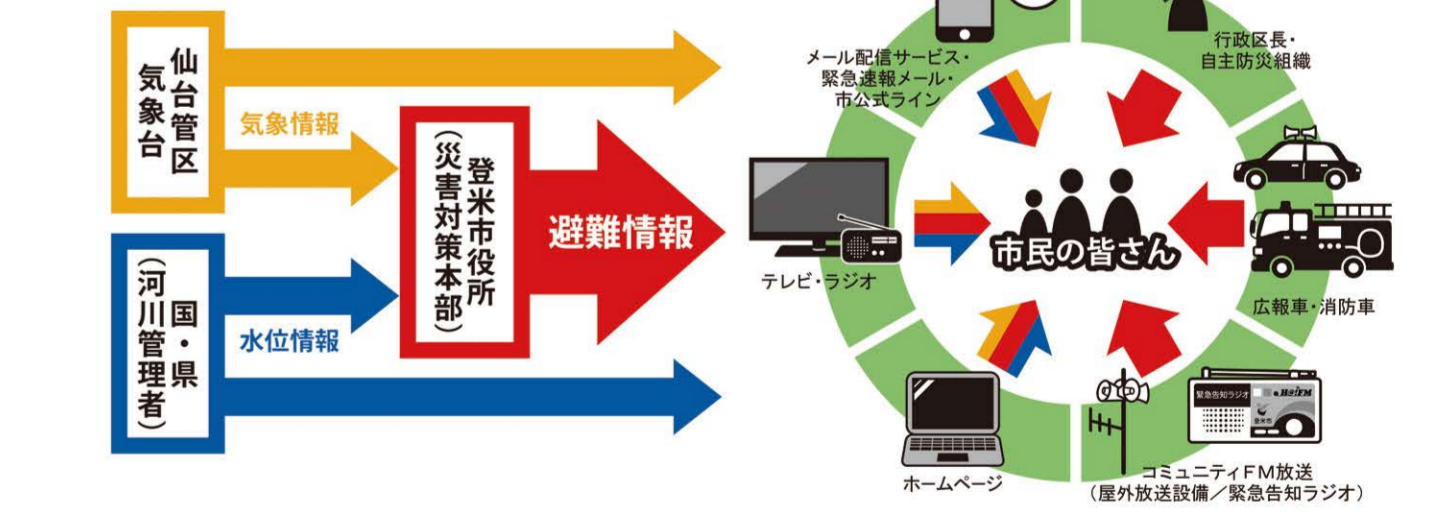 仙台管区
気象台
気象情報
国・県
（河川管理者）
水位情報
登米市役所
（災害対策本部）
避難情報
メール配信サービス・
緊急速報メール・
市公式ライン
行政区長・
自主防災組織
テレビ・ラジオ
市民の皆さん
広報車・消防車
ホームページ
緊急告知ラジオ
H@!FM
登米市
コミュニティFM放送
（屋外放送設備／緊急告知ラジオ）